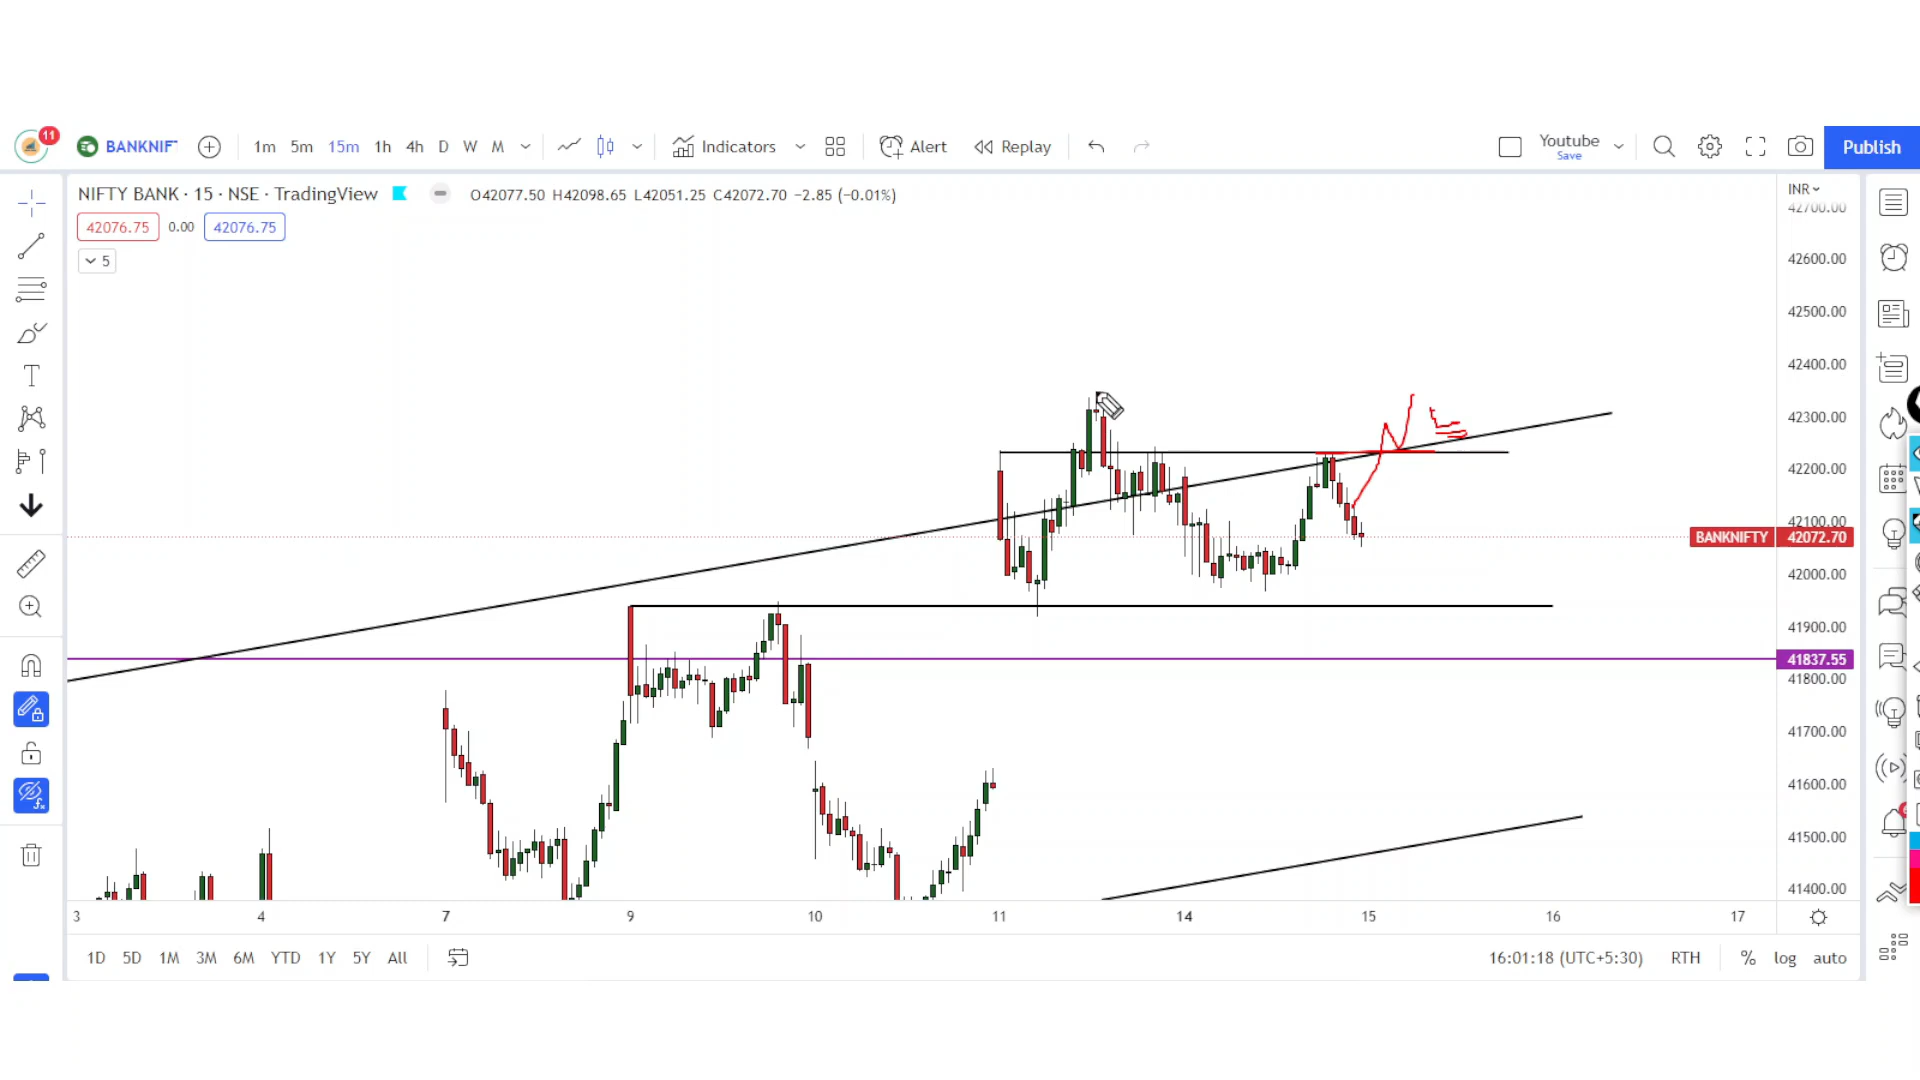 11 BANKNIF 1m 5m 15m 1h 4h D W M Indicators Alert Replay Youtube Publish
Save
NIFTY BANK · 15 · NSE · TradingView O42077.50 H42098.65 L42051.25 C42072.70 −2.85 (−0.01%) INR
42700.00
42076.75 0.00 42076.75
5
42600.00
42500.00
42400.00
42300.00
42200.00
42100.00
BANKNIFTY 42072.70
42000.00
41900.00
41837.55
41800.00
41700.00
41600.00
41500.00
41400.00
3 4 7 9 10 11 14 15 16 17
1D 5D 1M 3M 6M YTD 1Y 5Y All 16:01:18 (UTC+5:30) RTH % log auto